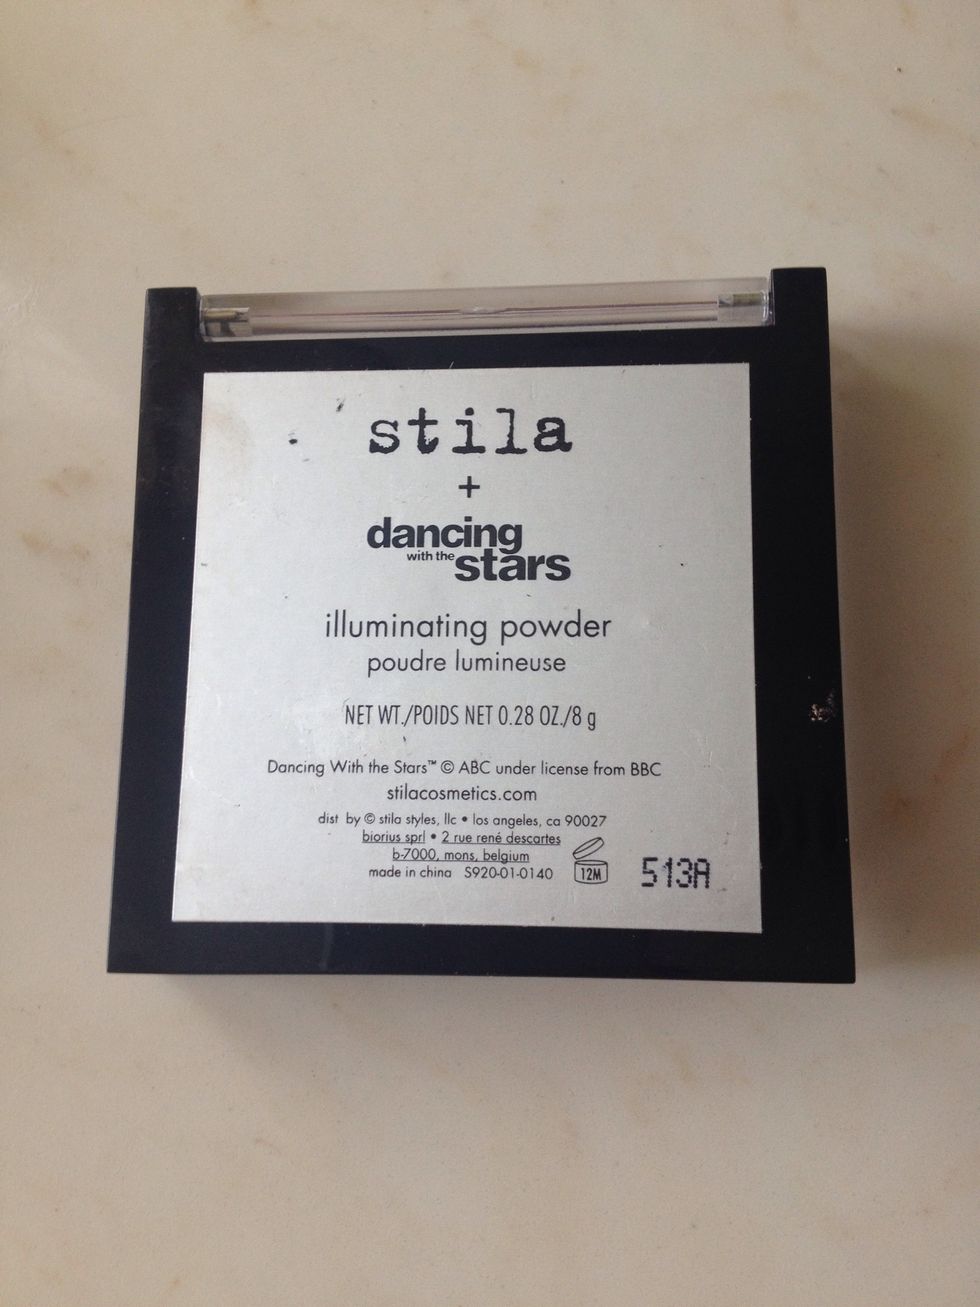 stila
+
dancing
with the stars
illuminating powder
poudre lumineuse
NET WT./POIDS NET 0.28 OZ./8 g
Dancing With the Stars™ © ABC under license from BBC
stilacosmetics.com
dist by © stila styles, llc • los angeles, ca 90027
biorius sprl • 2 rue rené descartes
b-7000, mons, belgium
made in china S920-01-0140
12M
513A